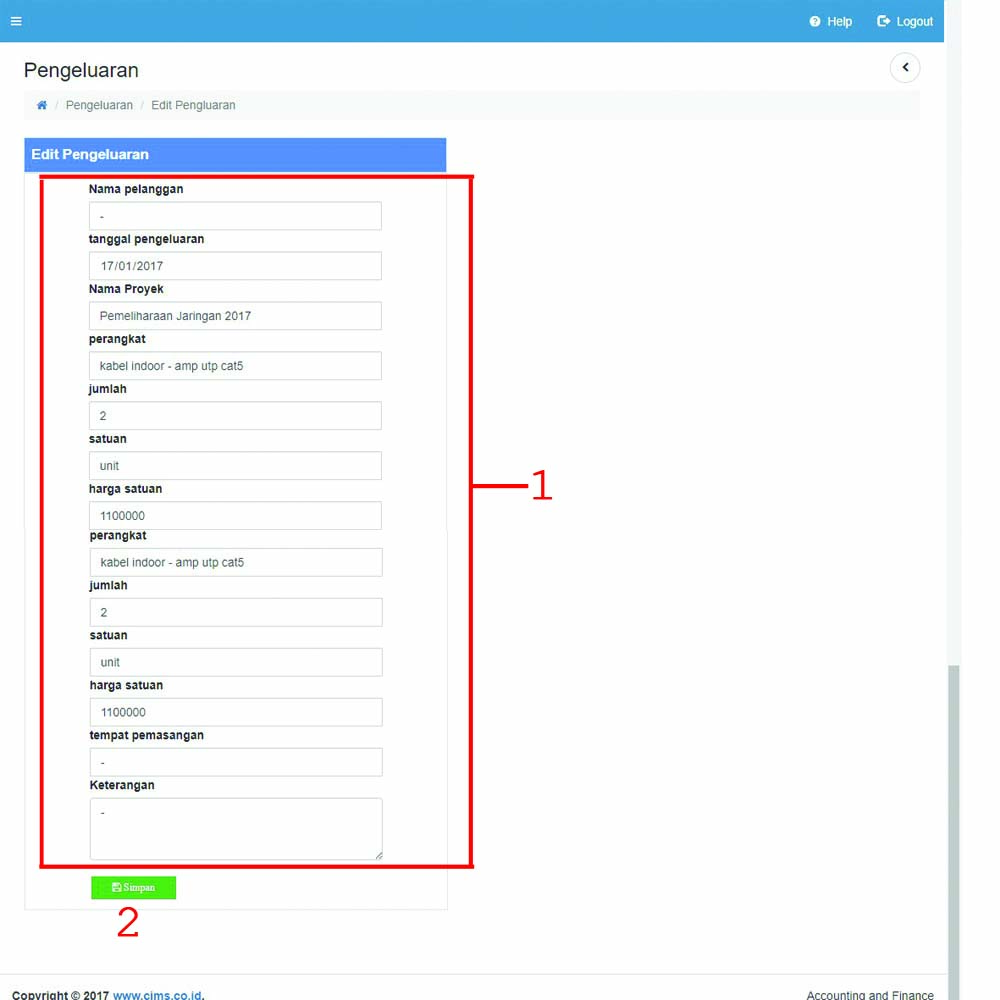 Help Logout
Pengeluaran
/ Pengeluaran / Edit Pengluaran
Edit Pengeluaran
Nama pelanggan
-
tanggal pengeluaran
17/01/2017
Nama Proyek
Pemeliharaan Jaringan 2017
perangkat
kabel indoor - amp utp cat5
jumlah
2
satuan
unit
harga satuan
1100000
perangkat
kabel indoor - amp utp cat5
jumlah
2
satuan
unit
harga satuan
1100000
tempat pemasangan
-
Keterangan
-
Simpan
1
2
Copyright © 2017 www.cims.co.id. Accounting and Finance